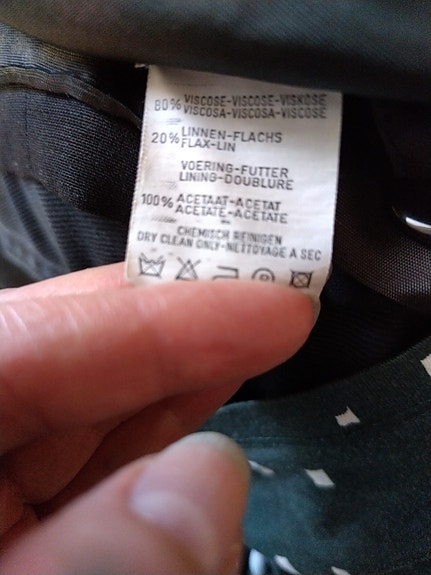 80% VISCOSE-VISCOSE-VISKOSE
VISCOSA-VISCOSA-VISCOSE
20% LINNEN-FLACHS
FLAX-LIN
VOERING-FUTTER
LINING-DOUBLURE
100% ACETAAT-ACETAT
ACETATE-ACETATE
CHEMISCH REINIGEN
DRY CLEAN ONLY-NETTOYAGE A SEC